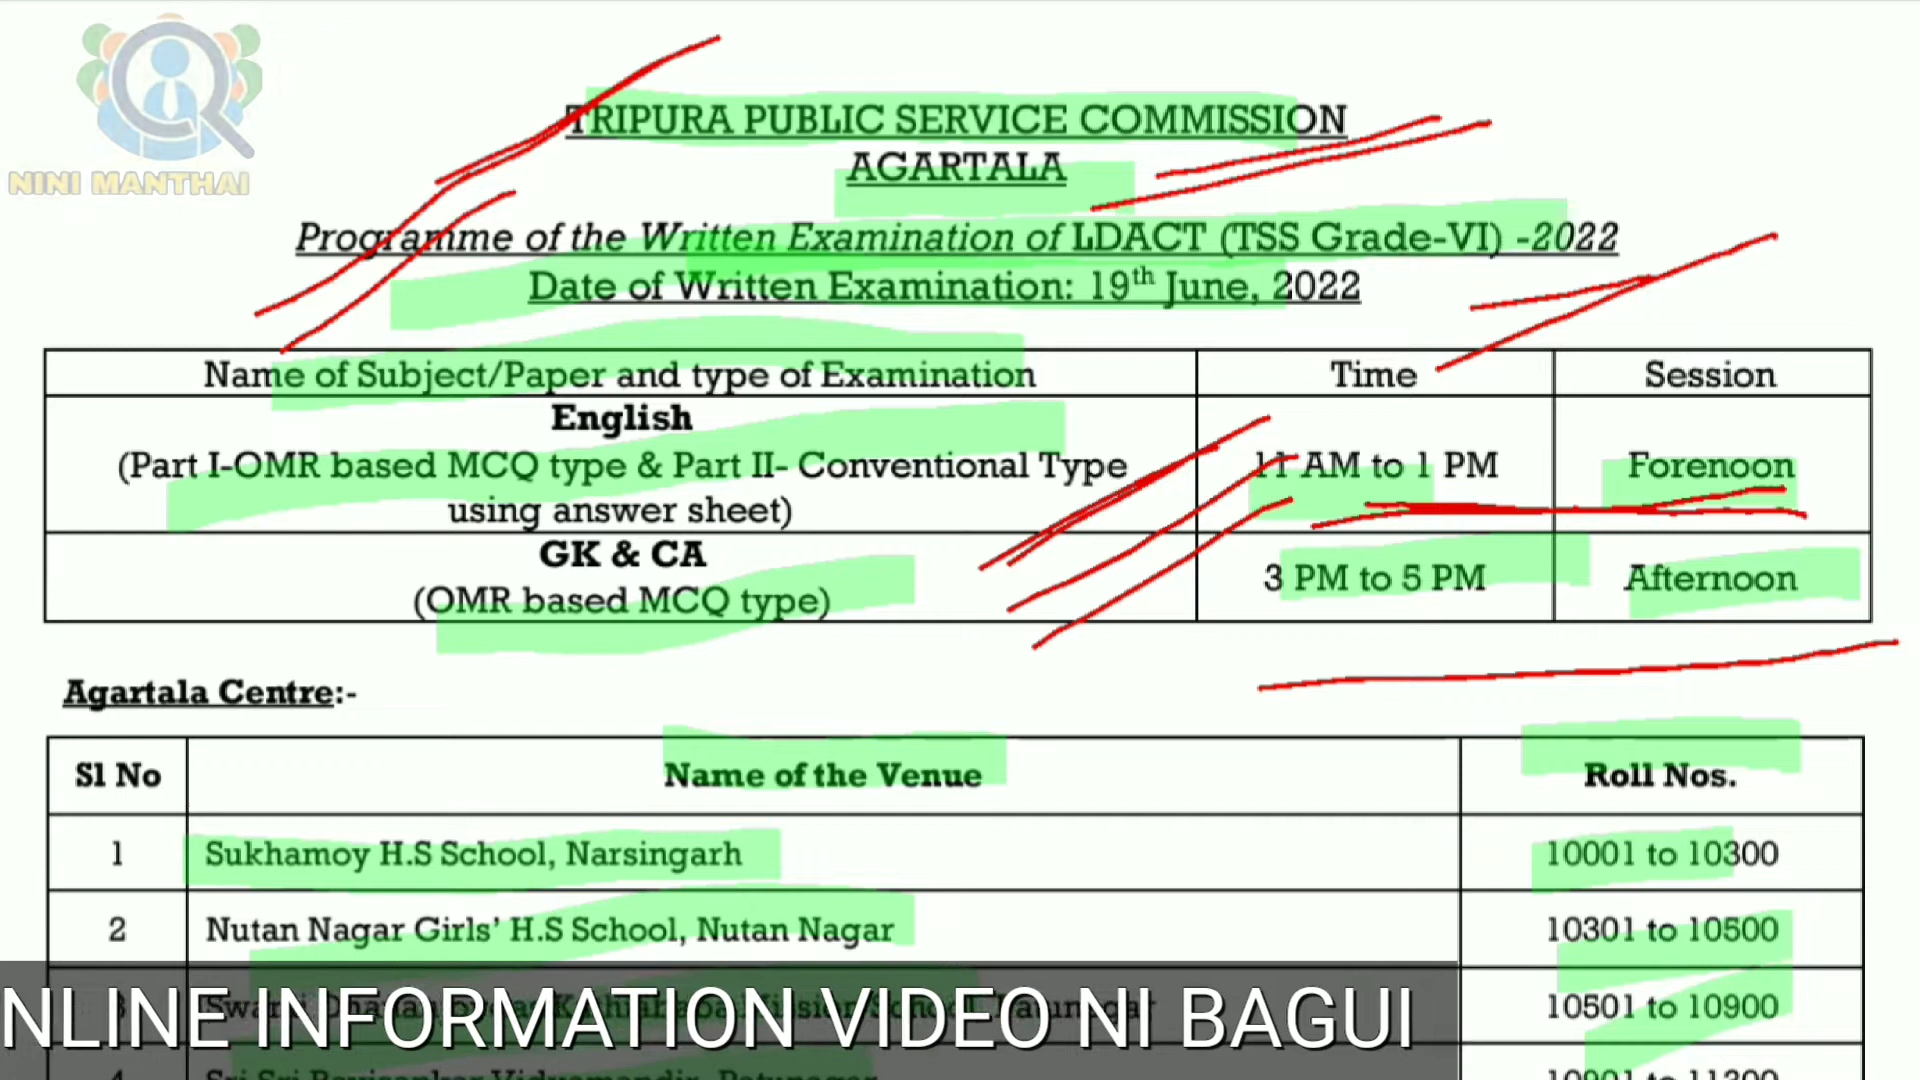 NINI MANTHAI
TRIPURA PUBLIC SERVICE COMMISSION
AGARTALA
Programme of the Written Examination of LDACT (TSS Grade-VI) -2022
Date of Written Examination: 19th June, 2022
Name of Subject/Paper and type of Examination Time Session
English
(Part I-OMR based MCQ type & Part II- Conventional Type
using answer sheet)
11 AM to 1 PM Forenoon
GK & CA
(OMR based MCQ type)
3 PM to 5 PM Afternoon
Agartala Centre:-
Sl No Name of the Venue Roll Nos.
1 Sukhamoy H.S School, Narsingarh 10001 to 10300
2 Nutan Nagar Girls' H.S School, Nutan Nagar 10301 to 10500
3 10501 to 10900
NLINE INFORMATION VIDEO NI BAGUI